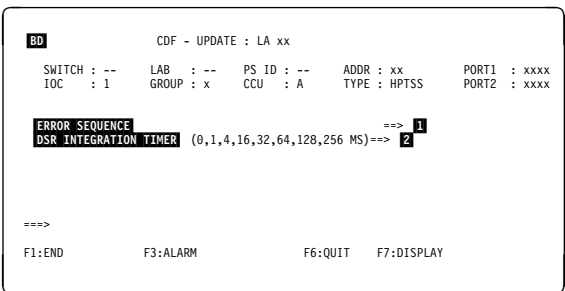 BD CDF - UPDATE : LA xx
SWITCH : -- LAB : -- PS ID : -- ADDR : xx PORT1 : xxxx
IOC : 1 GROUP : x CCU : A TYPE : HPTSS PORT2 : xxxx
ERROR SEQUENCE ==> 1
DSR INTEGRATION TIMER (0,1,4,16,32,64,128,256 MS)==> 2
===>
F1:END F3:ALARM F6:QUIT F7:DISPLAY